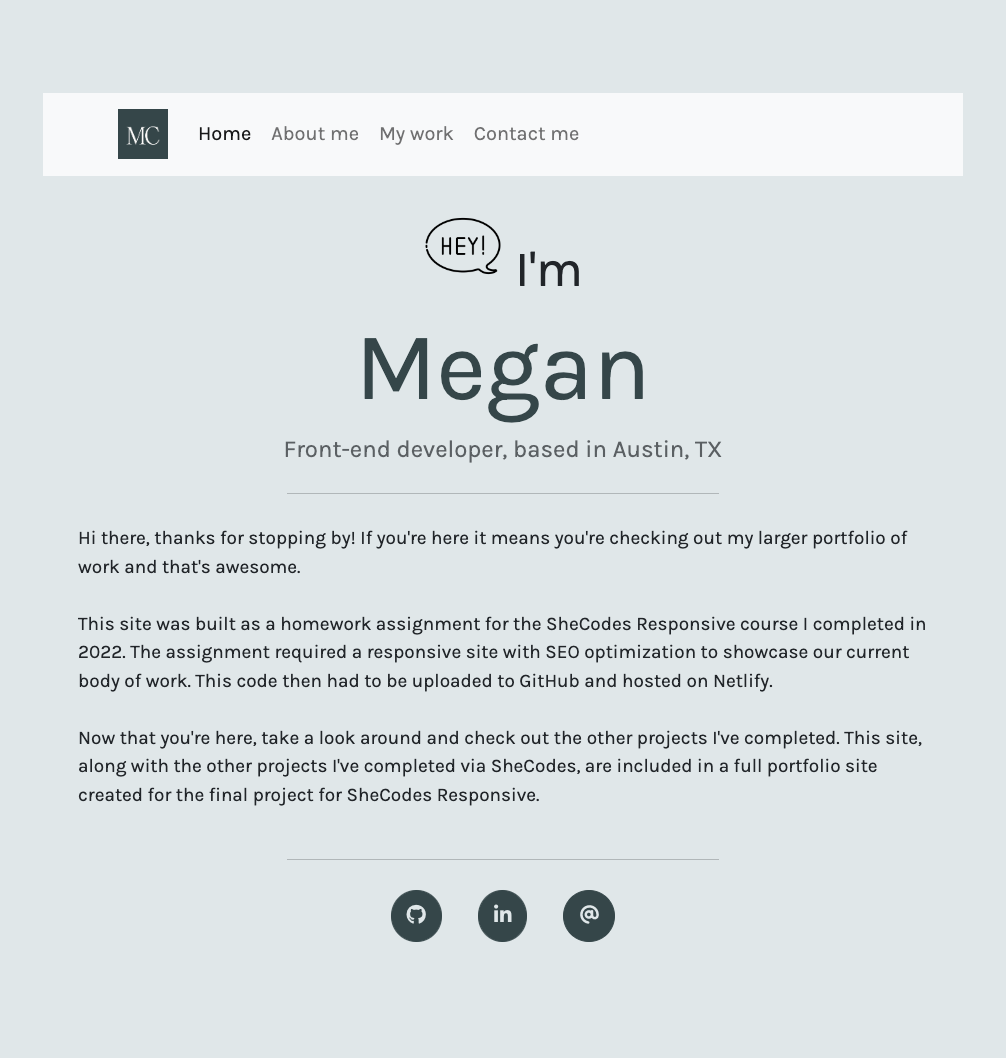 MC Home About me My work Contact me
HEY! I'm
Megan
Front-end developer, based in Austin, TX
Hi there, thanks for stopping by! If you're here it means you're checking out my larger portfolio of
work and that's awesome.
This site was built as a homework assignment for the SheCodes Responsive course I completed in
2022. The assignment required a responsive site with SEO optimization to showcase our current
body of work. This code then had to be uploaded to GitHub and hosted on Netlify.
Now that you're here, take a look around and check out the other projects I've completed. This site,
along with the other projects I've completed via SheCodes, are included in a full portfolio site
created for the final project for SheCodes Responsive.
in @